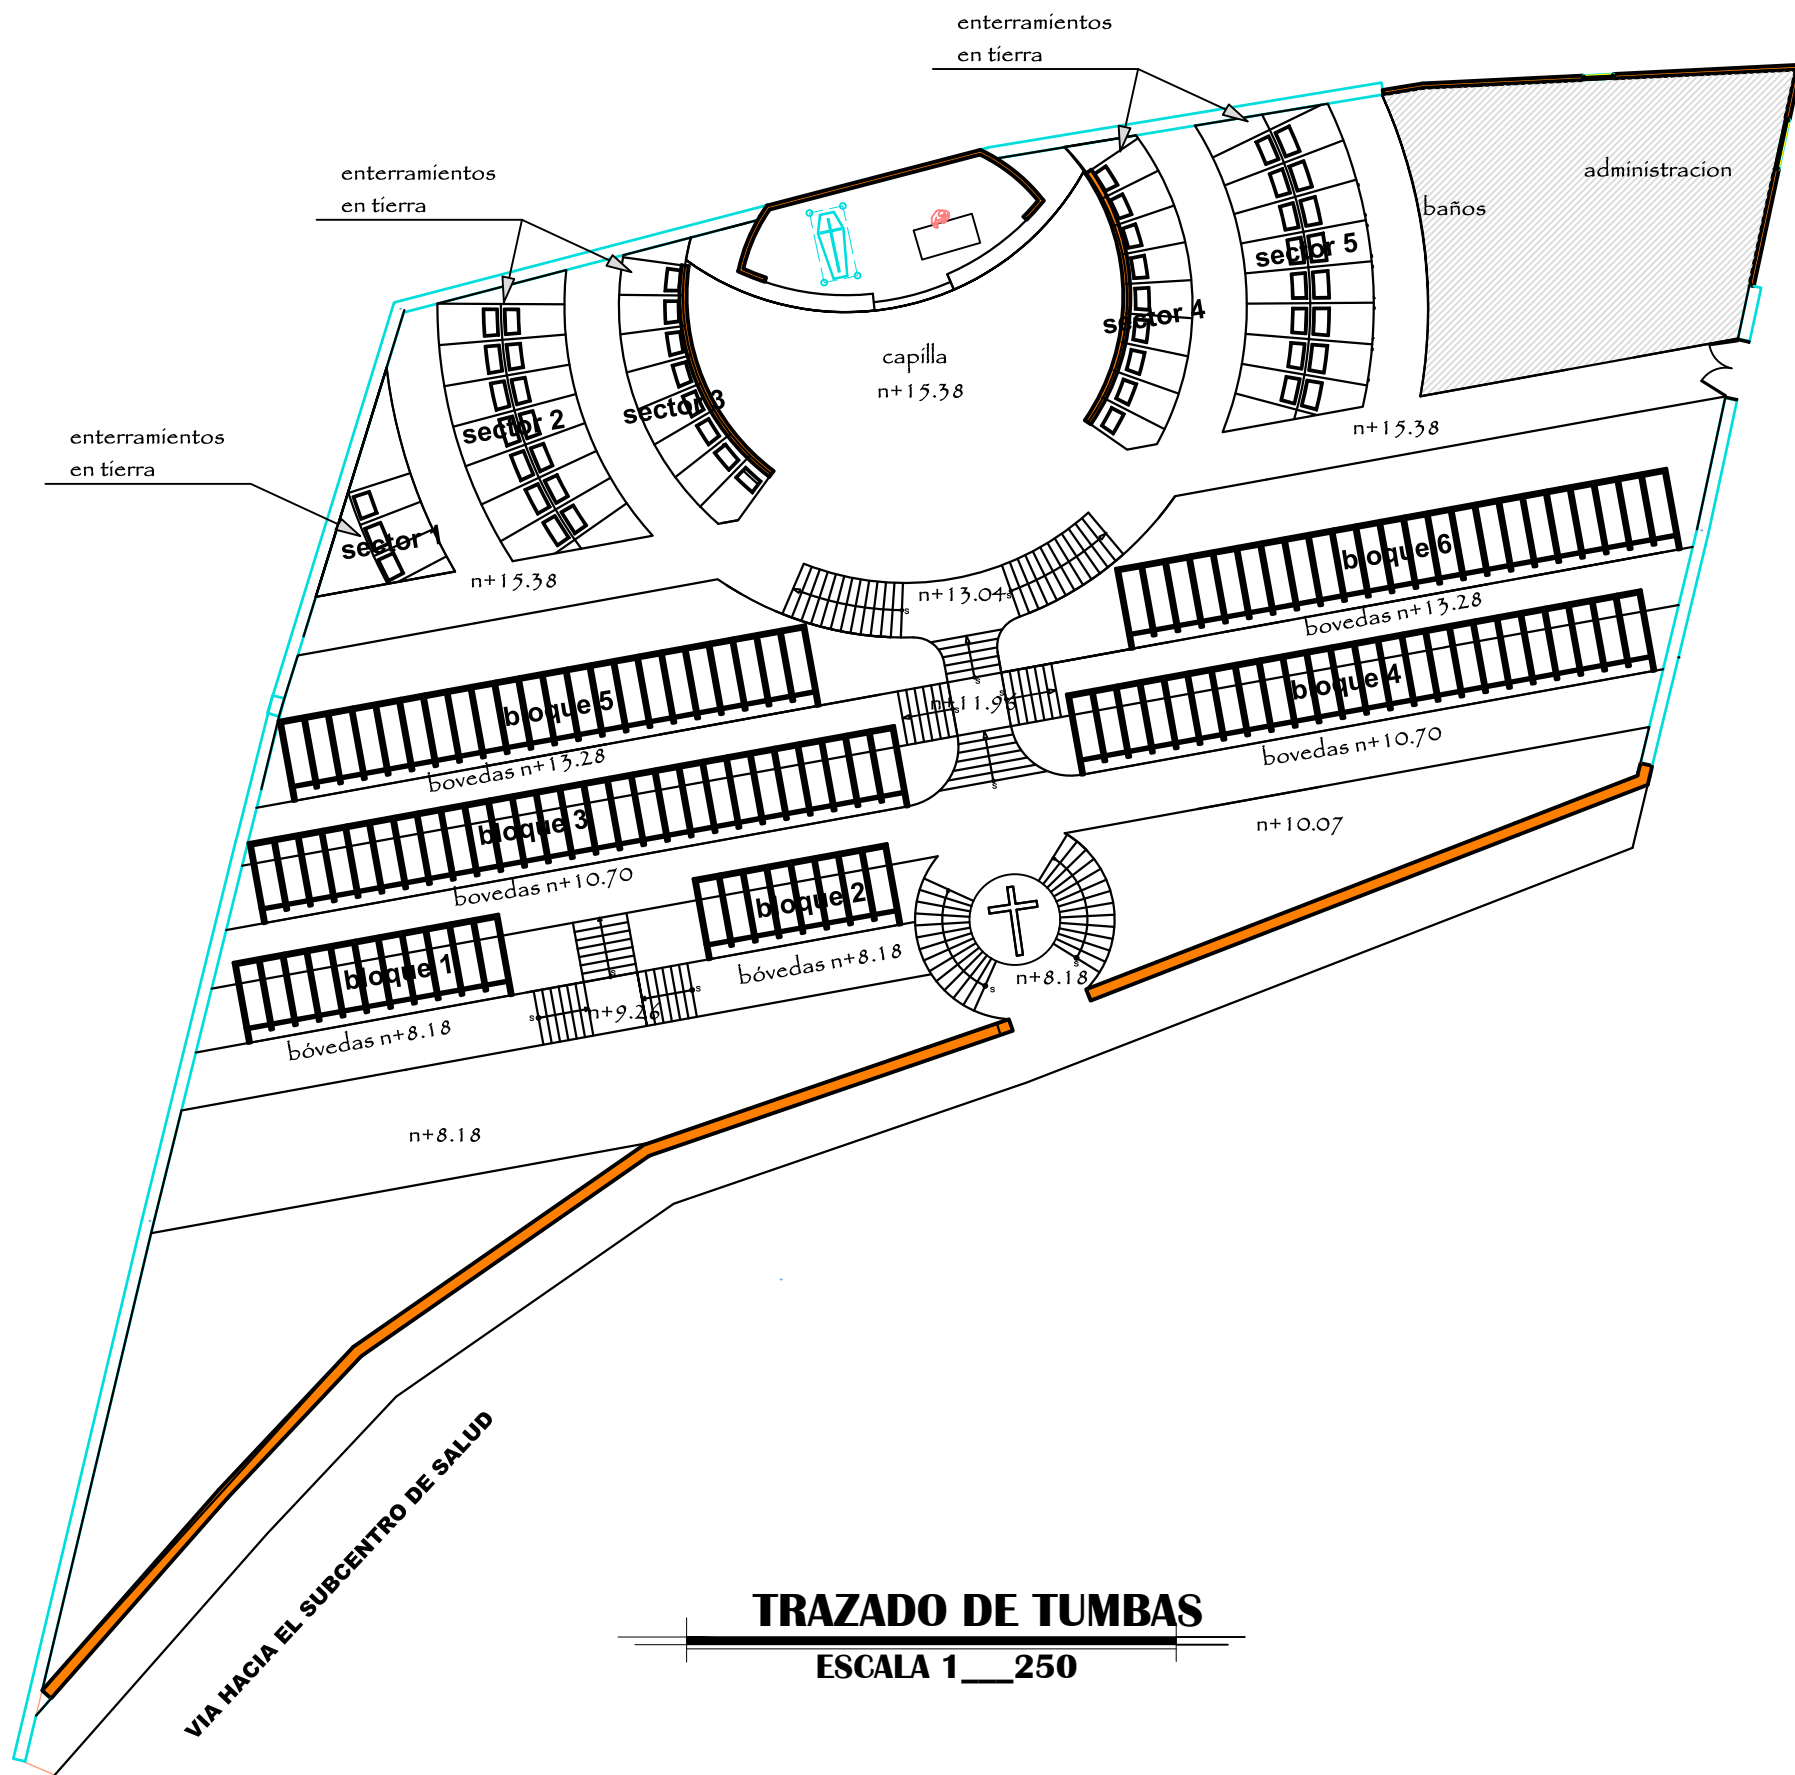 enterramientos
en tierra
enterramientos
en tierra
administracion
baños
sector 5
sector 4
capilla
n+15.38
sector 3
sector 2
n+15.38
enterramientos
en tierra
sector 1
n+15.38
bloque 6
n+13.04
s
s
bovedas n+13.28
bloque 4
s
s
n+11.96
s
bloque 5
bovedas n+13.28
bovedas n+10.70
s
bloque 3
n+10.07
bovedas n+10.70
bloque 2
bloque 1
bóvedas n+8.18
s
n+8.18
s
s
s
n+9.26
s
bóvedas n+8.18
n+8.18
VIA HACIA EL SUBCENTRO DE SALUD
TRAZADO DE TUMBAS
ESCALA 1___250